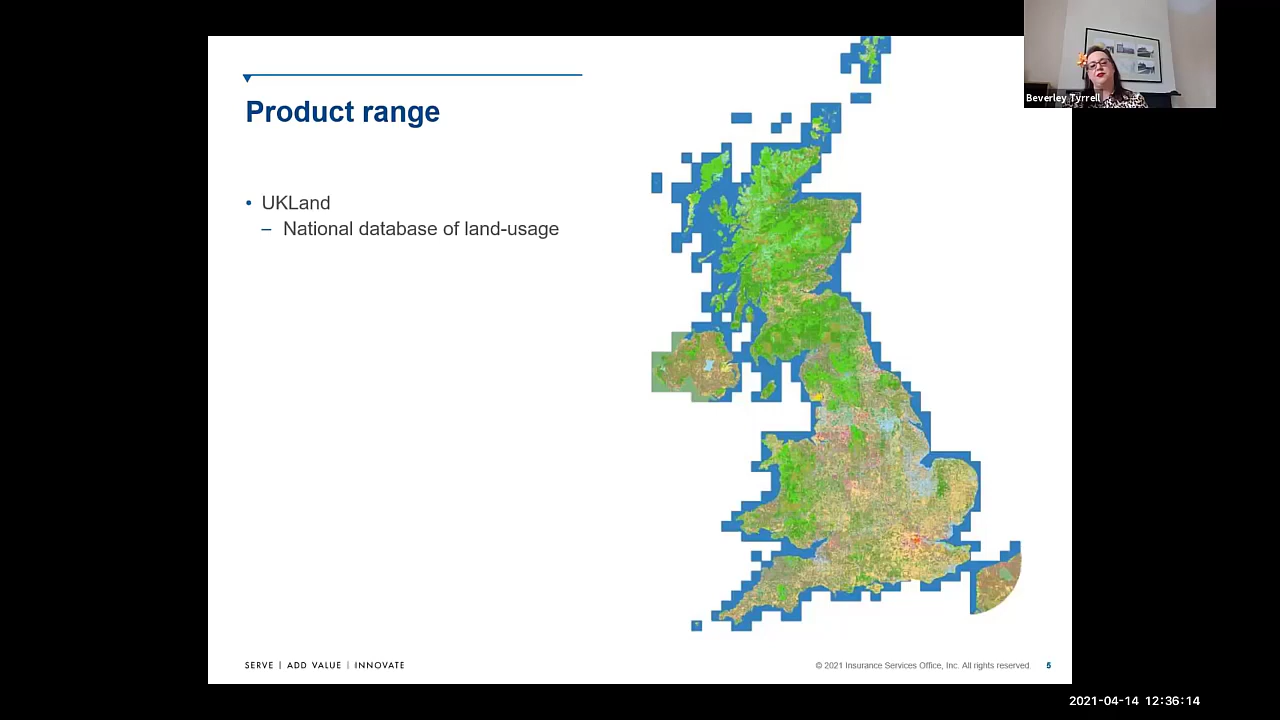 Product range
• UKLand
– National database of land-usage
Beverley Tyrrell
SERVE | ADD VALUE | INNOVATE
© 2021 Insurance Services Office, Inc. All rights reserved. 5
2021-04-14 12:36:14